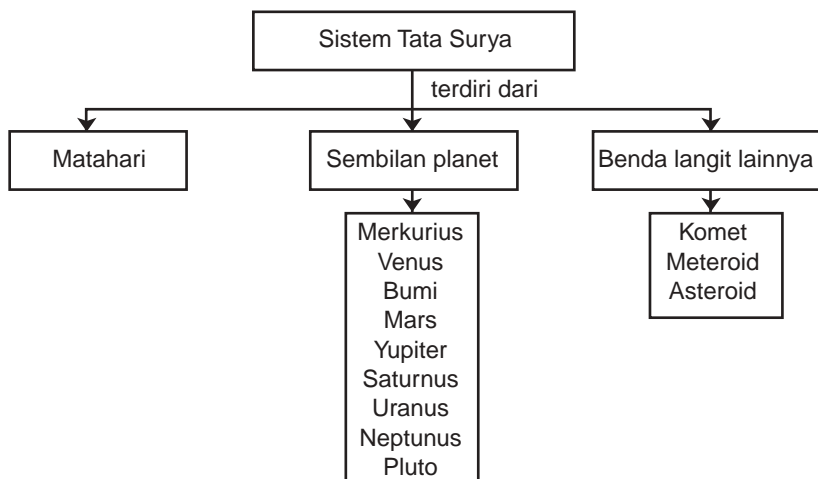 Sistem Tata Surya
terdiri dari
Matahari
Sembilan planet
Benda langit lainnya
Merkurius
Venus
Bumi
Mars
Yupiter
Saturnus
Uranus
Neptunus
Pluto
Komet
Meteroid
Asteroid